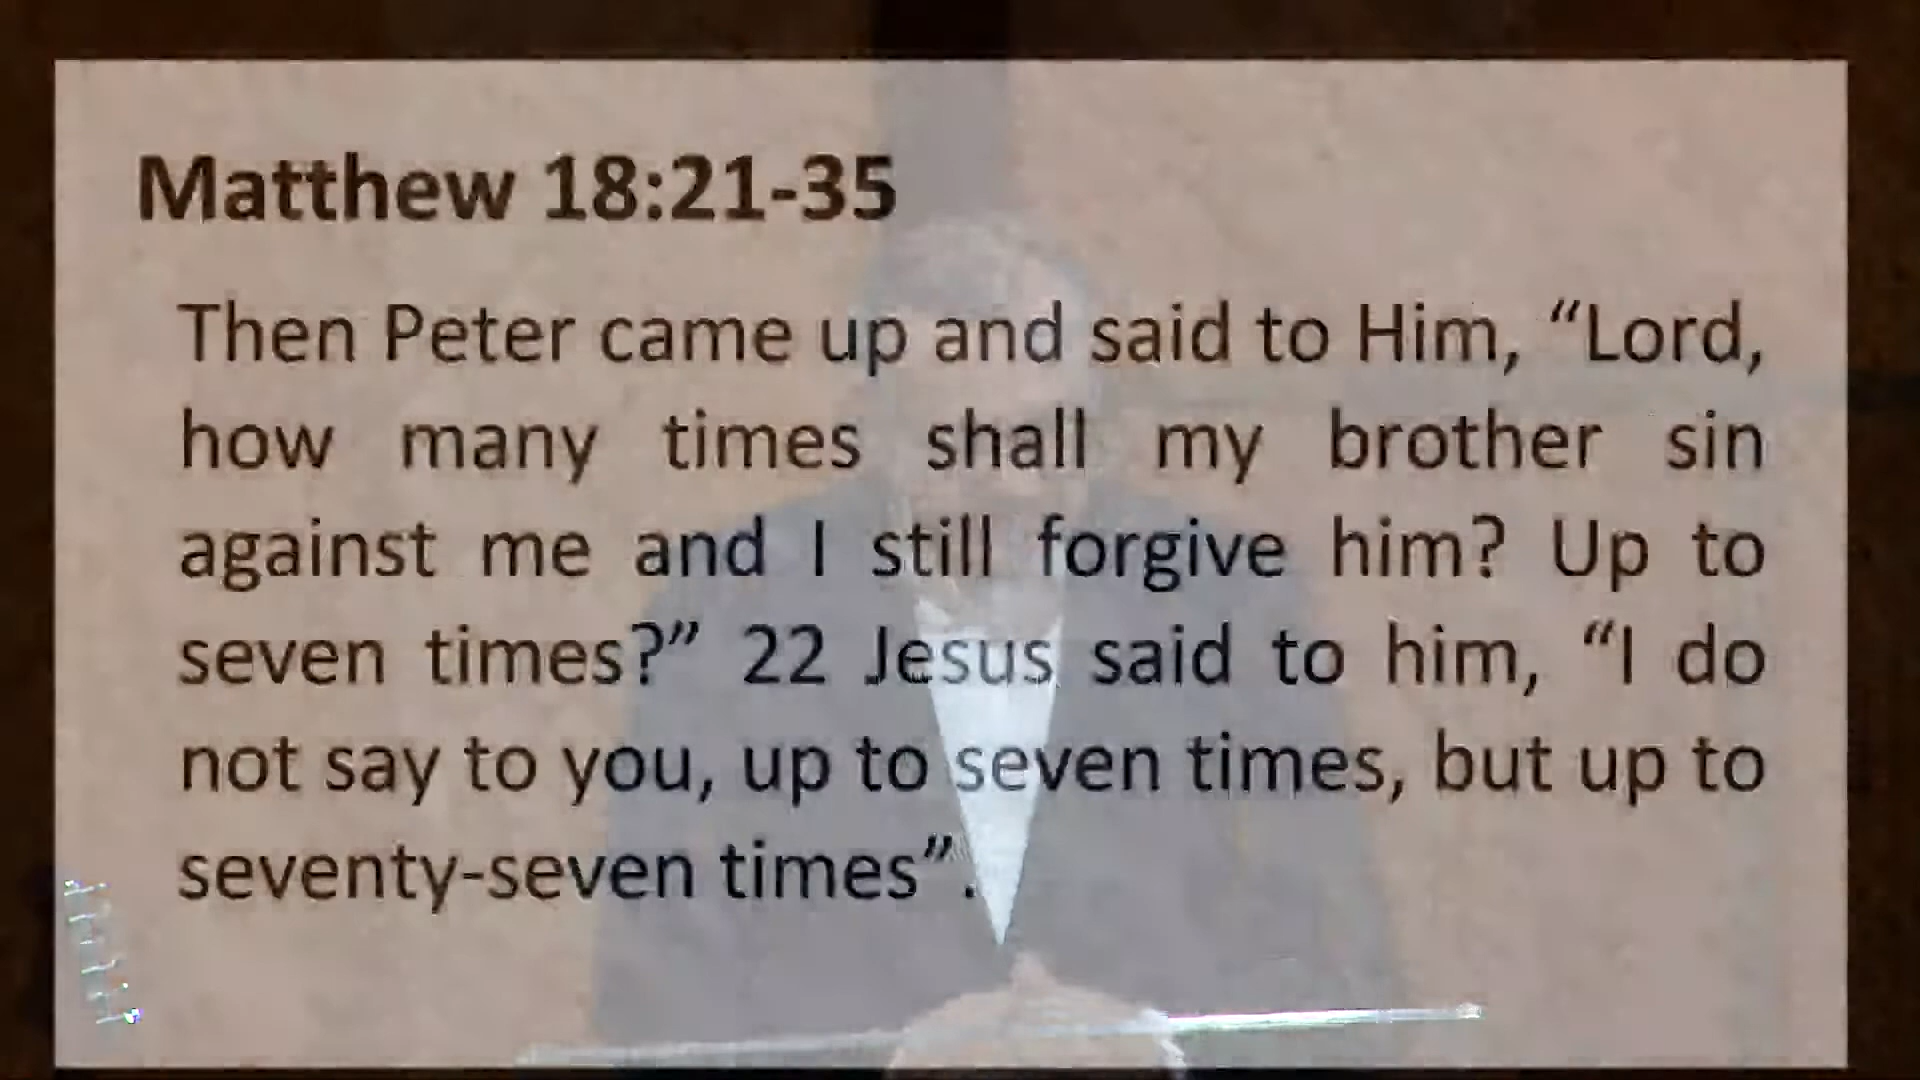 Matthew 18:21-35
Then Peter came up and said to Him, “Lord,
how many times shall my brother sin
against me and I still forgive him? Up to
seven times?” 22 Jesus said to him, “I do
not say to you, up to seven times, but up to
seventy-seven times”.